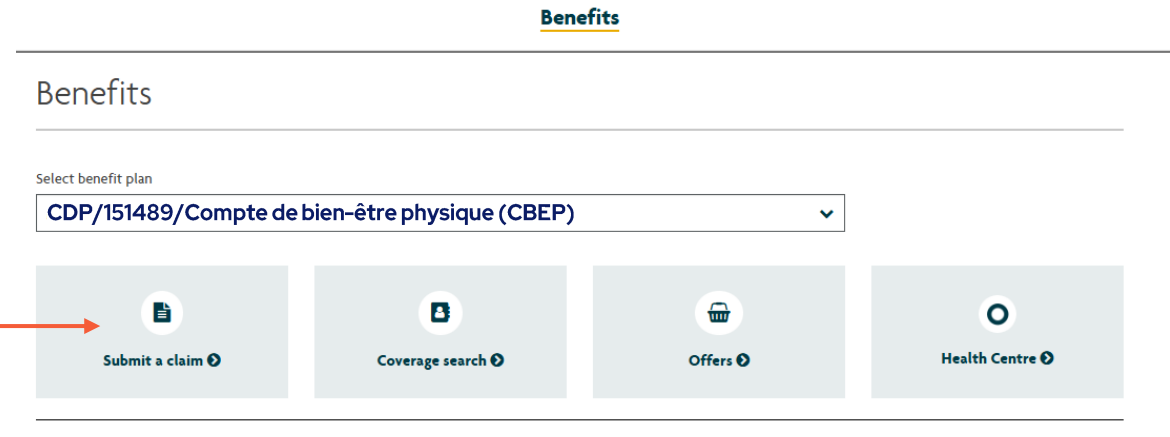 Benefits
Benefits
Select benefit plan
CDP/151489/Compte de bien-être physique (CBEP)
Submit a claim
Coverage search
Offers
Health Centre